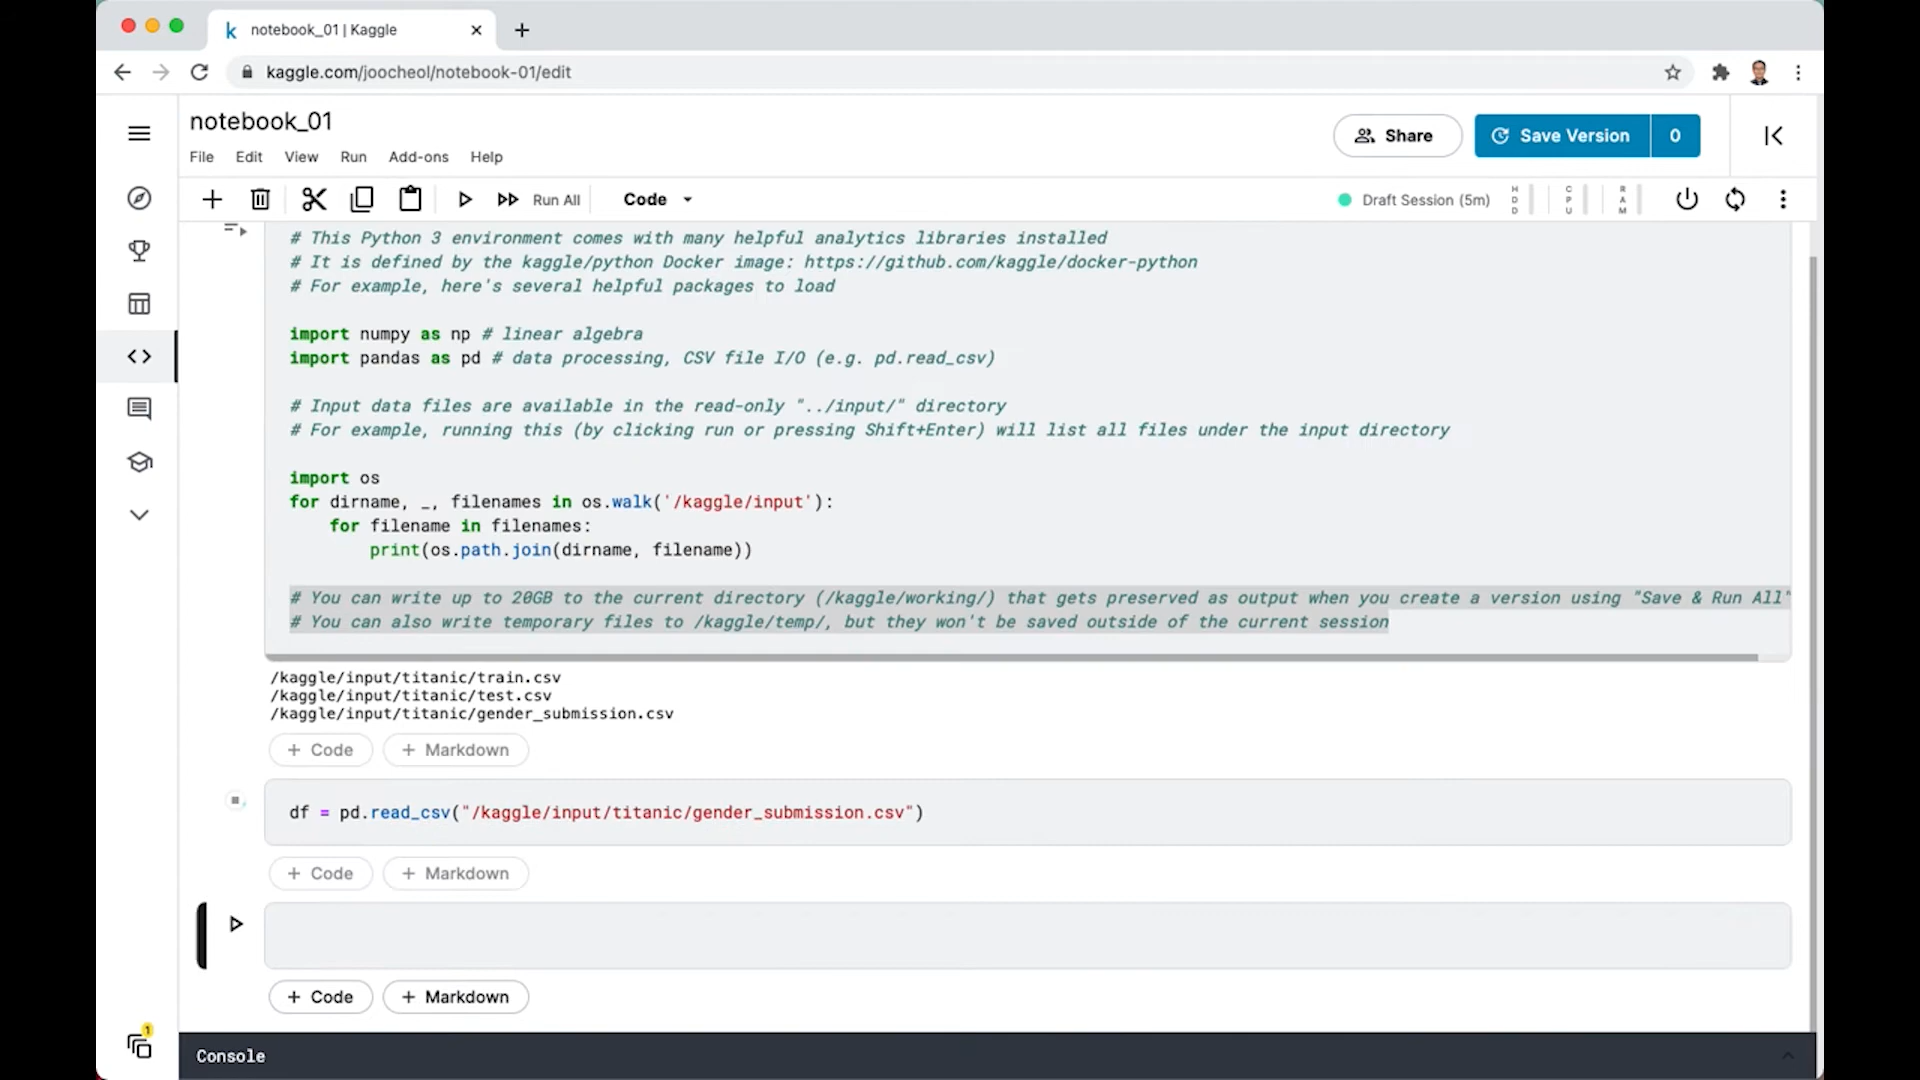 notebook_01 | Kaggle
kaggle.com/joocheol/notebook-01/edit
notebook_01
Share
Save Version
0
File Edit View Run Add-ons Help
Run All
Code
Draft Session (5m)
HDD
CPU
RAM
# This Python 3 environment comes with many helpful analytics libraries installed
# It is defined by the kaggle/python Docker image: https://github.com/kaggle/docker-python
# For example, here's several helpful packages to load
import numpy as np # linear algebra
import pandas as pd # data processing, CSV file I/O (e.g. pd.read_csv)
# Input data files are available in the read-only "../input/" directory
# For example, running this (by clicking run or pressing Shift+Enter) will list all files under the input directory
import os
for dirname, _, filenames in os.walk('/kaggle/input'):
    for filename in filenames:
        print(os.path.join(dirname, filename))
# You can write up to 20GB to the current directory (/kaggle/working/) that gets preserved as output when you create a version using "Save & Run All"
# You can also write temporary files to /kaggle/temp/, but they won't be saved outside of the current session
/kaggle/input/titanic/train.csv
/kaggle/input/titanic/test.csv
/kaggle/input/titanic/gender_submission.csv
+ Code + Markdown
df = pd.read_csv("/kaggle/input/titanic/gender_submission.csv")
+ Code + Markdown
+ Code + Markdown
1
Console